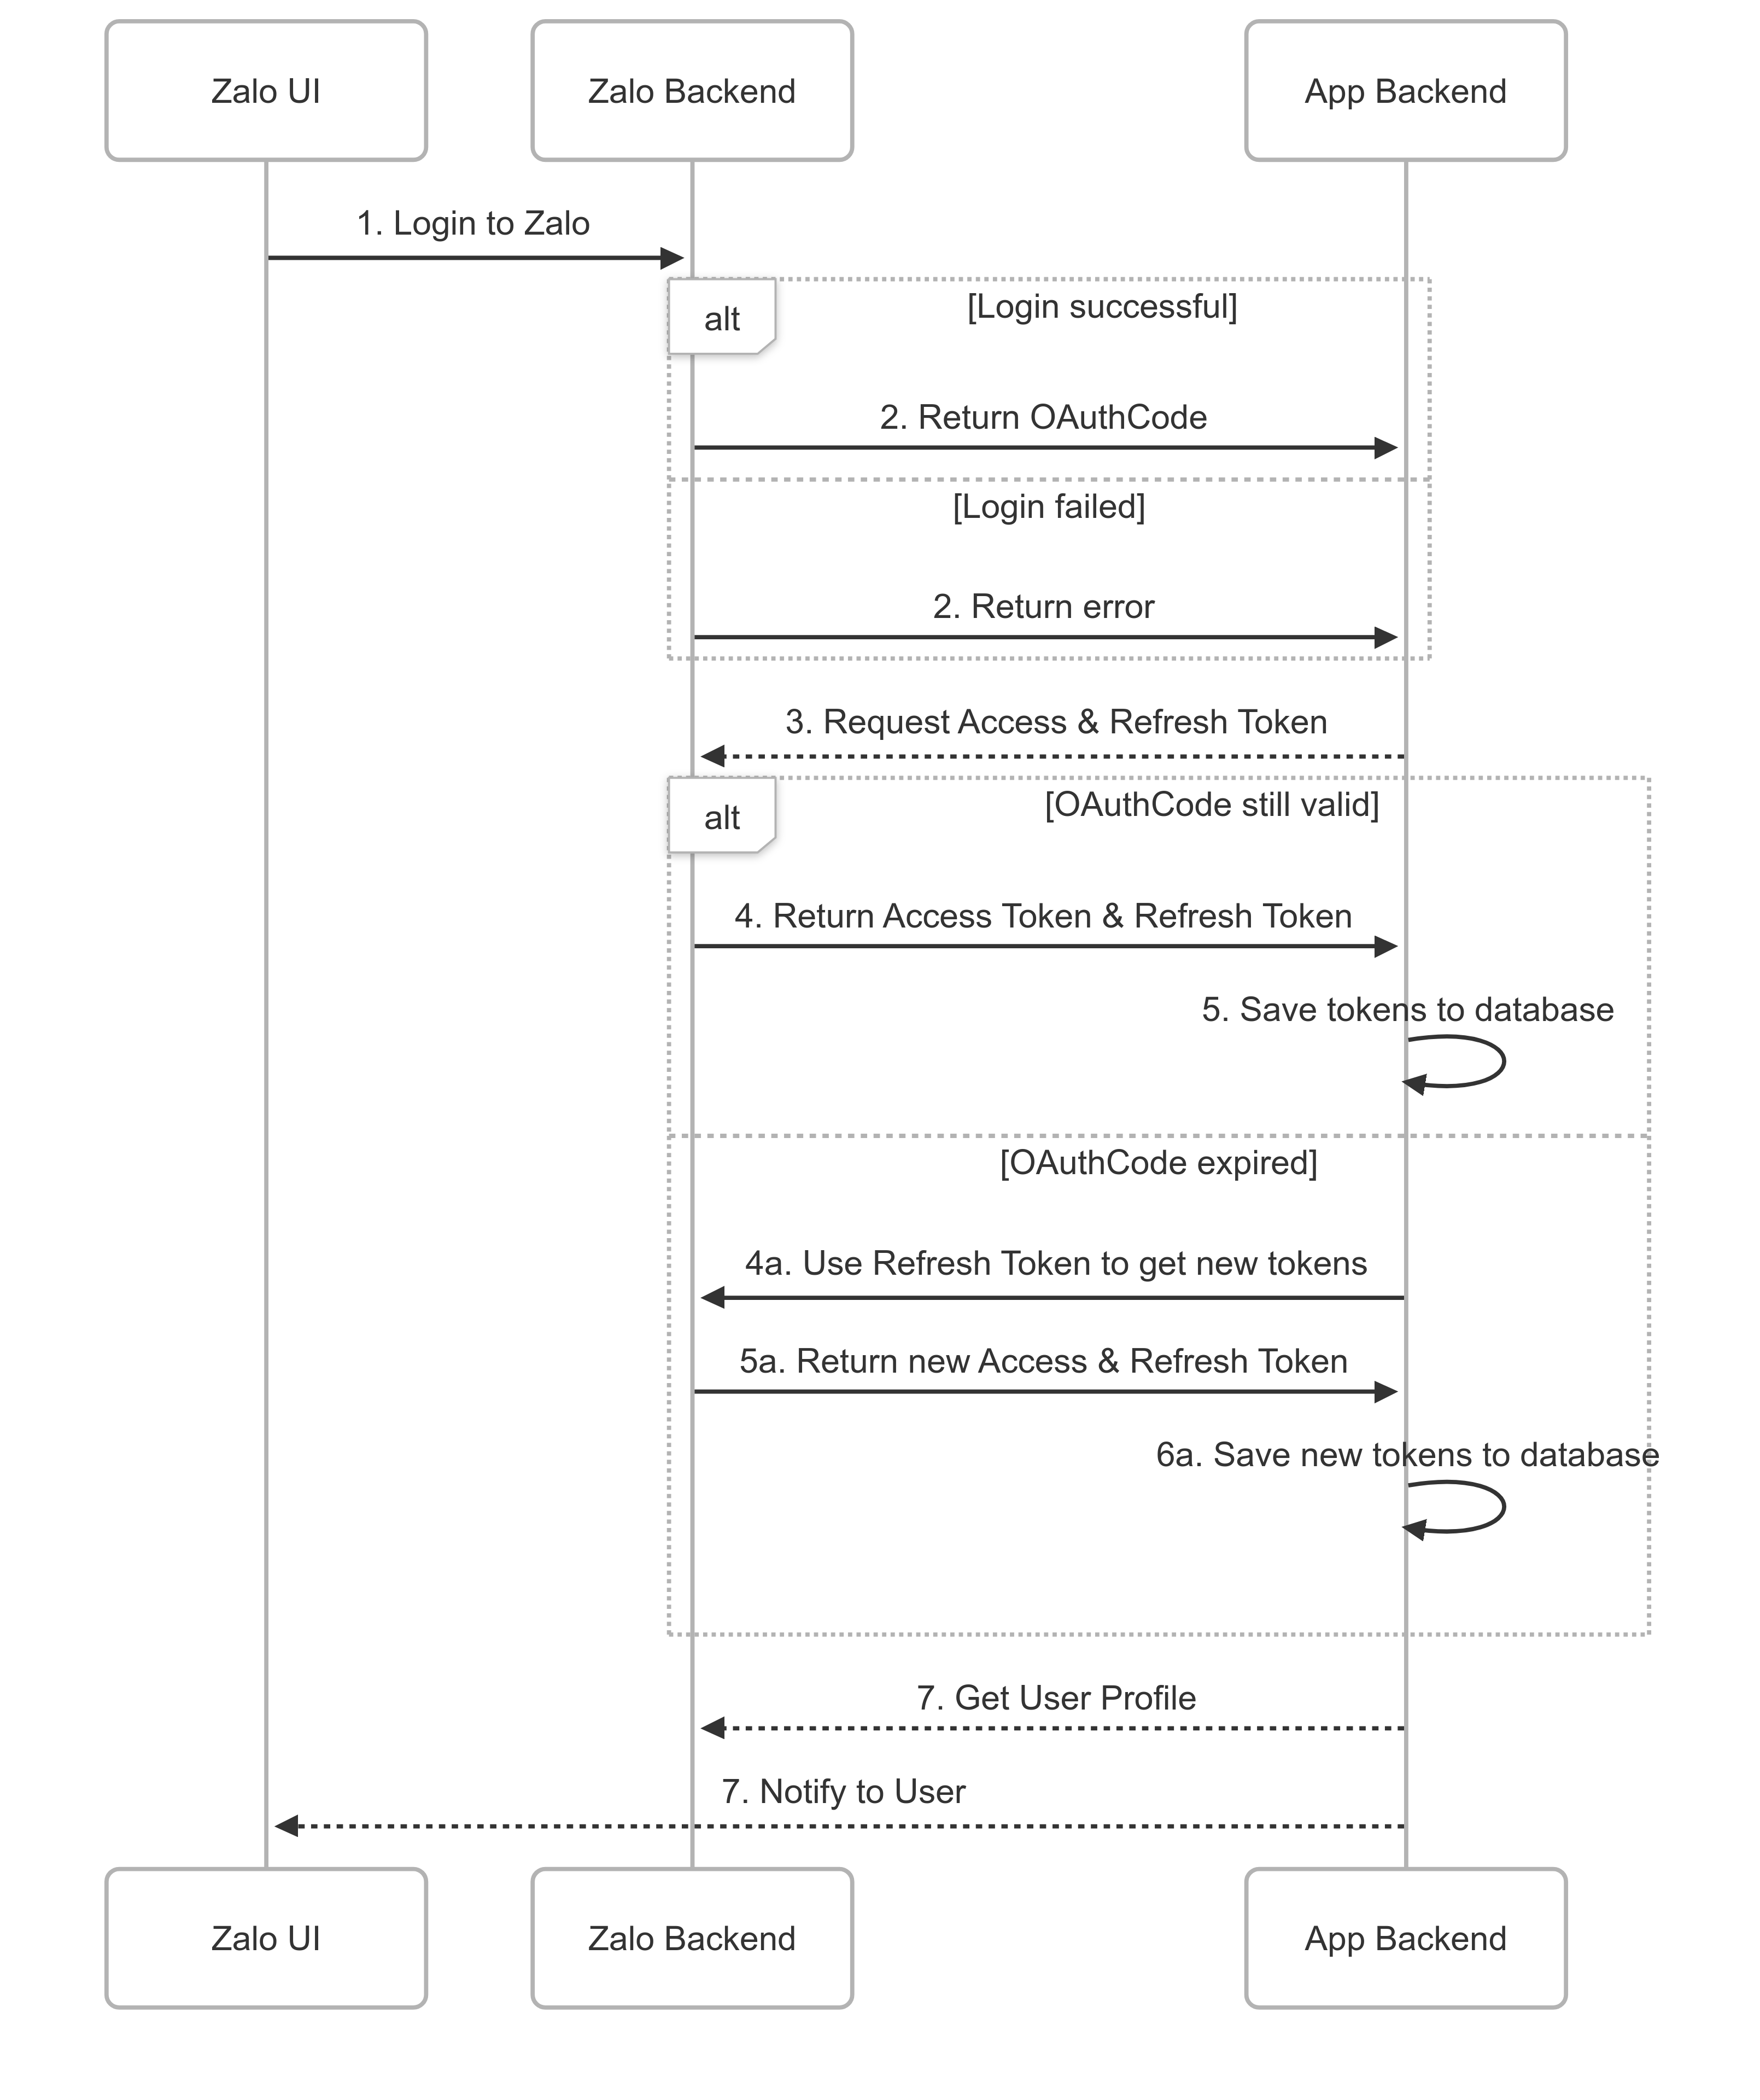 Zalo UI
Zalo Backend
App Backend
1. Login to Zalo
alt
[Login successful]
2. Return OAuthCode
[Login failed]
2. Return error
3. Request Access & Refresh Token
alt
[OAuthCode still valid]
4. Return Access Token & Refresh Token
5. Save tokens to database
[OAuthCode expired]
4a. Use Refresh Token to get new tokens
5a. Return new Access & Refresh Token
6a. Save new tokens to database
7. Get User Profile
7. Notify to User
Zalo UI
Zalo Backend
App Backend